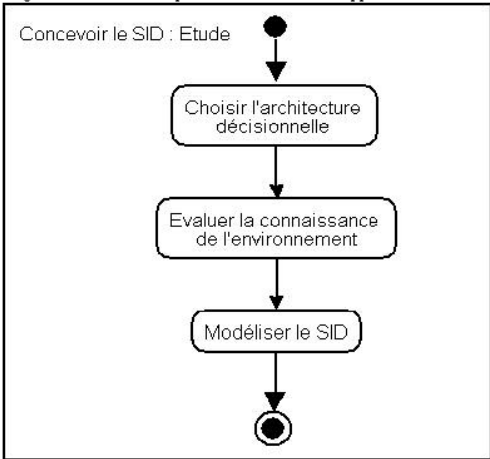 Concevoir le SID : Etude
Choisir l'architecture
décisionnelle
Evaluer la connaissance
de l'environnement
Modéliser le SID